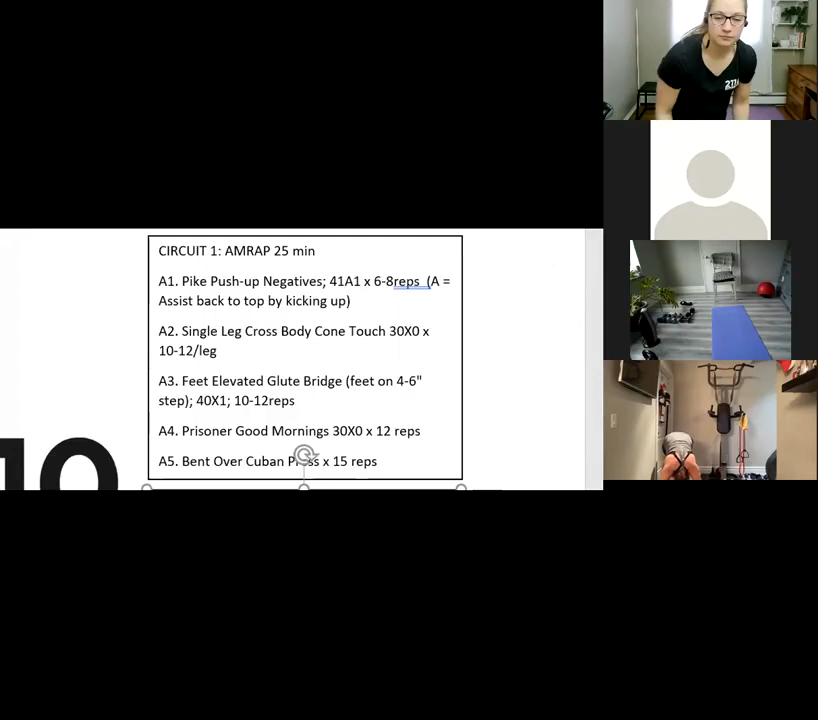 CIRCUIT 1: AMRAP 25 min
A1. Pike Push-up Negatives; 41A1 x 6-8reps (A =
Assist back to top by kicking up)
A2. Single Leg Cross Body Cone Touch 30X0 x
10-12/leg
A3. Feet Elevated Glute Bridge (feet on 4-6"
step); 40X1; 10-12reps
A4. Prisoner Good Mornings 30X0 x 12 reps
A5. Bent Over Cuban Press x 15 reps
10